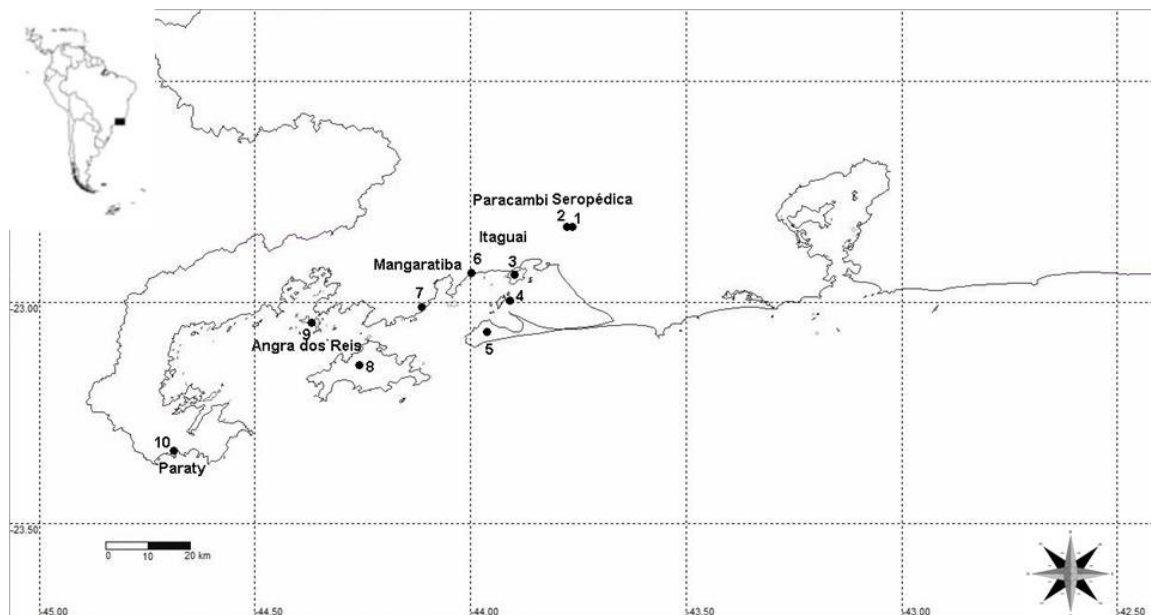 Paracambi Seropédica
2 1
Itaguai
Mangaratiba
6
3
7
4
-23.00
9
5
Angra dos Reis
8
10
Paraty
-23.50
0 10 20 km
-45.00 -44.50 -44.00 -43.50 -43.00 -42.50